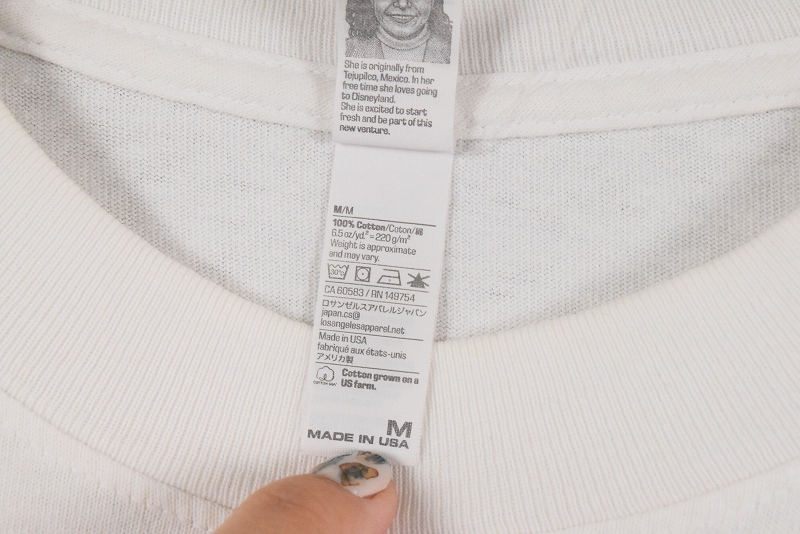 She is originally from
Tejupilco, Mexico. In her
free time she loves going
to Disneyland.
She is excited to start
fresh and be part of this
new venture.
M/M
100% Cotton/Coton/綿
6.5 oz/yd.² = 220 g/m²
Weight is approximate
and may vary.
30°C
CA 60583 / RN 149754
ロサンゼルスアパレルジャパン
japan.cs@
losangelesapparel.net
Made in USA
fabriqué aux états-unis
アメリカ製
Cotton grown on a
US farm.
M
MADE IN USA